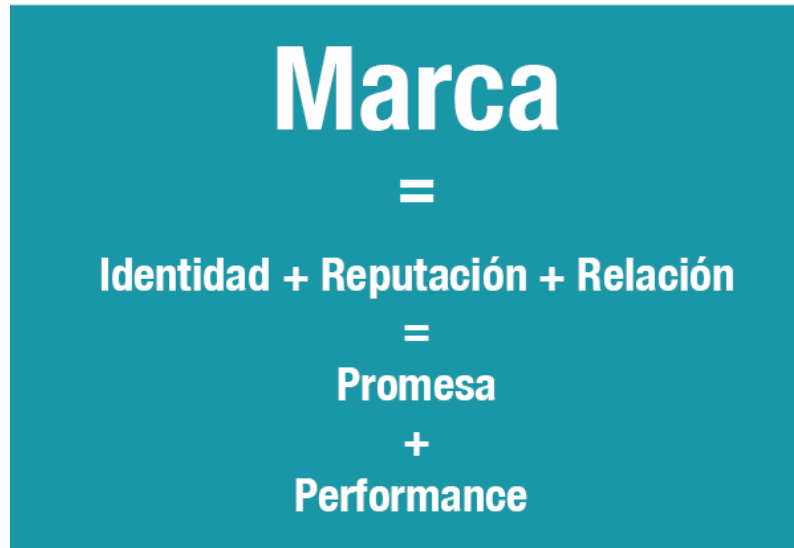 Marca
=
Identidad + Reputación + Relación
=
Promesa
+
Performance